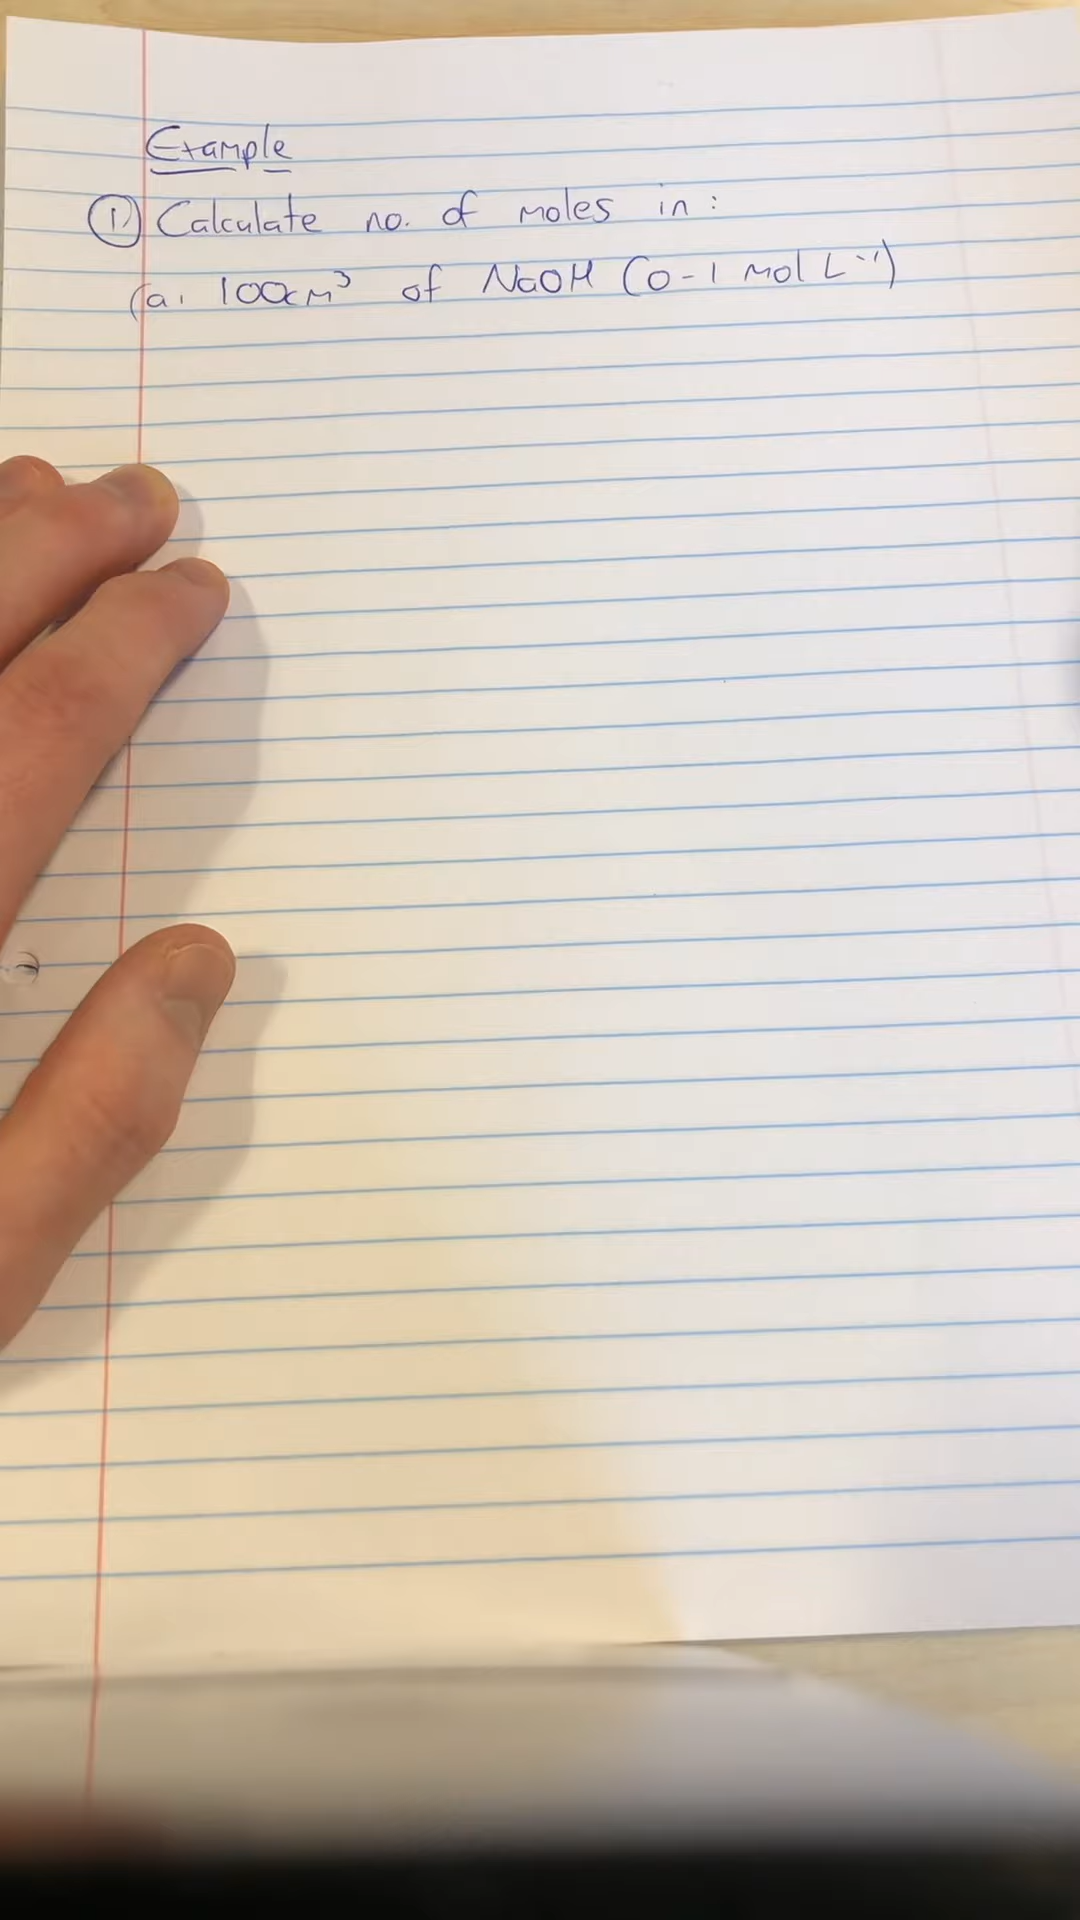 Example
① Calculate no. of moles in :
(a. 100cm³ of NaOH (0-1 mol L⁻¹)